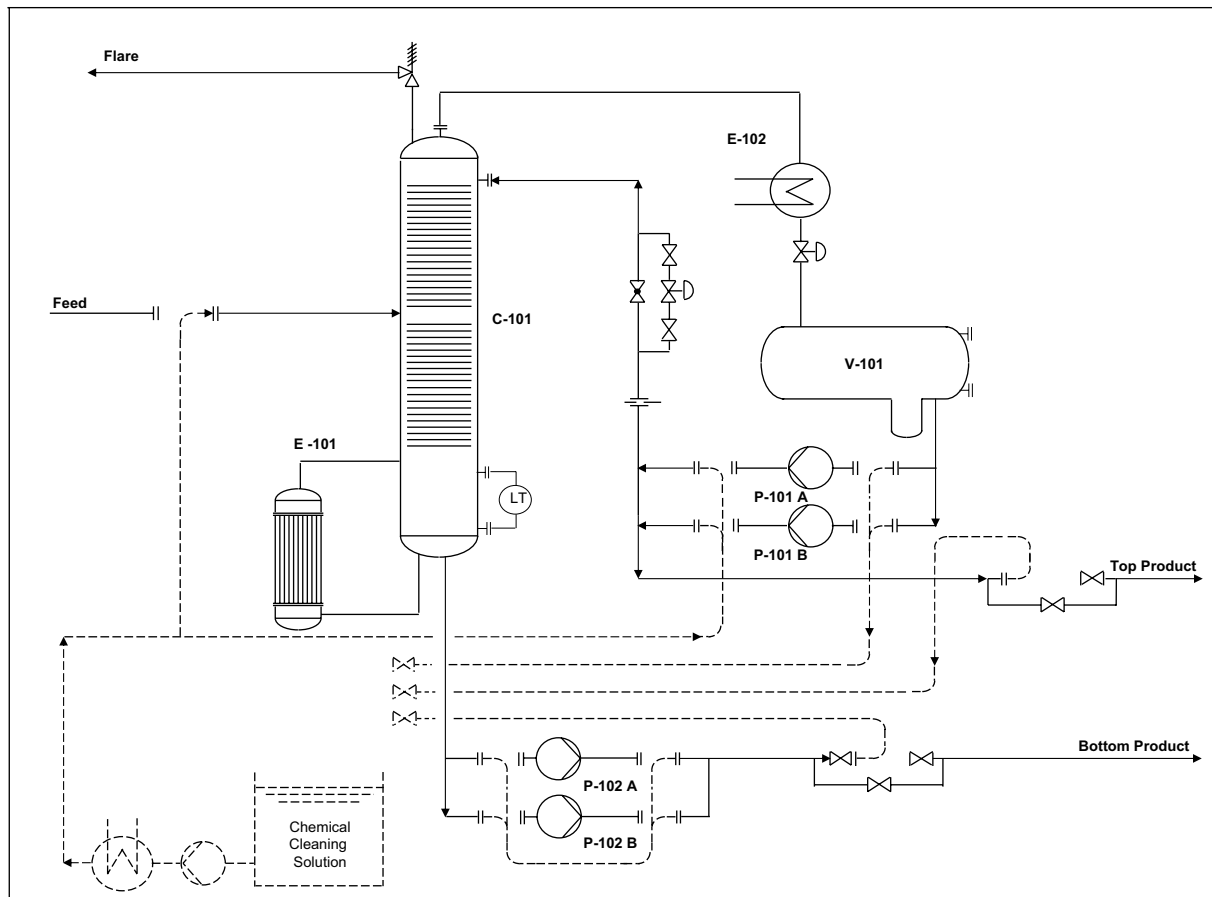 Flare
E-102
Feed
C-101
V-101
E -101
LT
P-101 A
P-101 B
Top Product
Bottom Product
P-102 A
P-102 B
Chemical
Cleaning
Solution